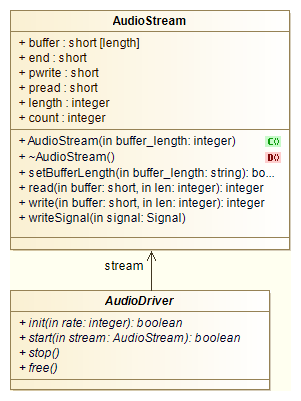 AudioStream
+ buffer : short [length]
+ end : short
+ pwrite : short
+ pread : short
+ length : integer
+ count : integer
+ AudioStream(in buffer_length: integer) C()
+ ~AudioStream() D()
+ setBufferLength(in buffer_length: string): bo...
+ read(in buffer: short, in len: integer): integer
+ write(in buffer: short, in len: integer): integer
+ writeSignal(in signal: Signal)
stream
AudioDriver
+ init(in rate: integer): boolean
+ start(in stream: AudioStream): boolean
+ stop()
+ free()